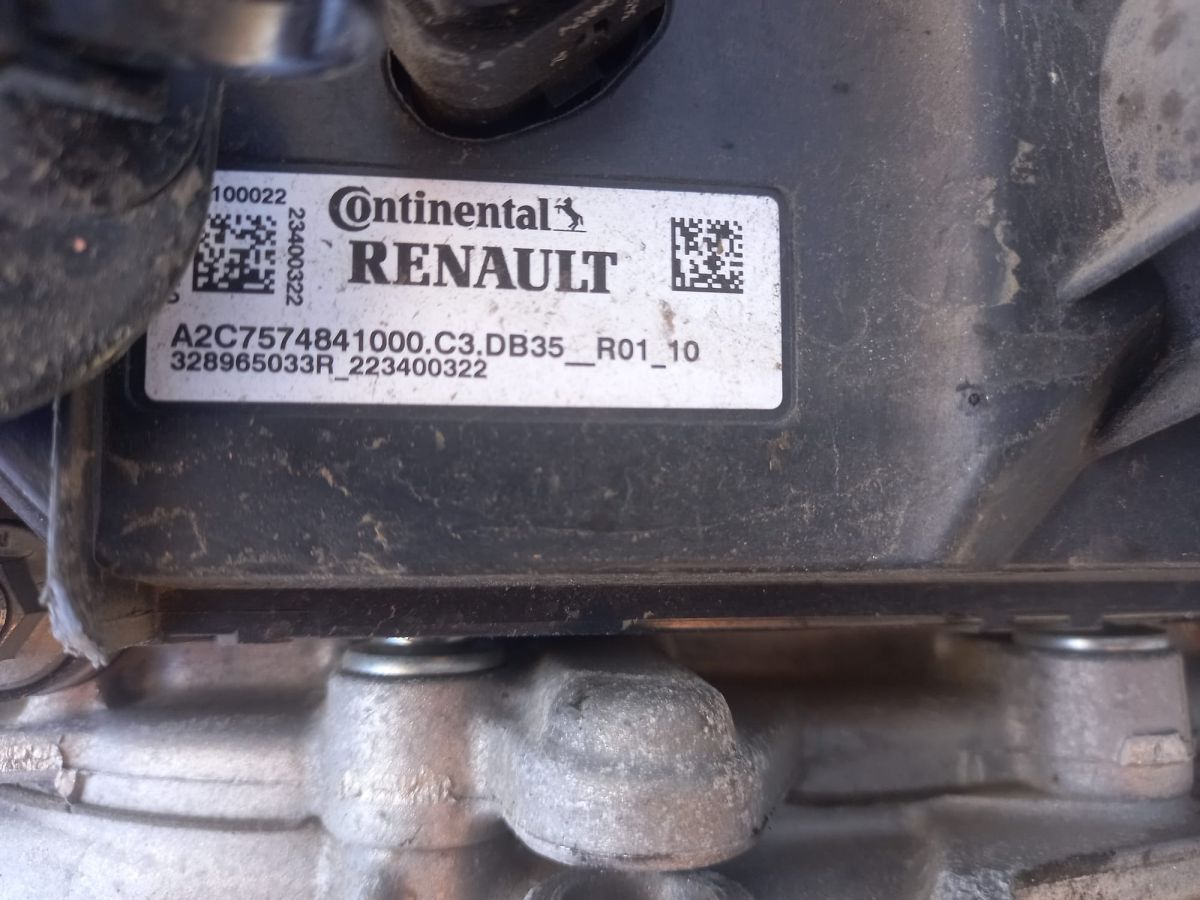 100022
23400322
Continental
RENAULT
A2C7574841000.C3.DB35__R01_10
328965033R_223400322